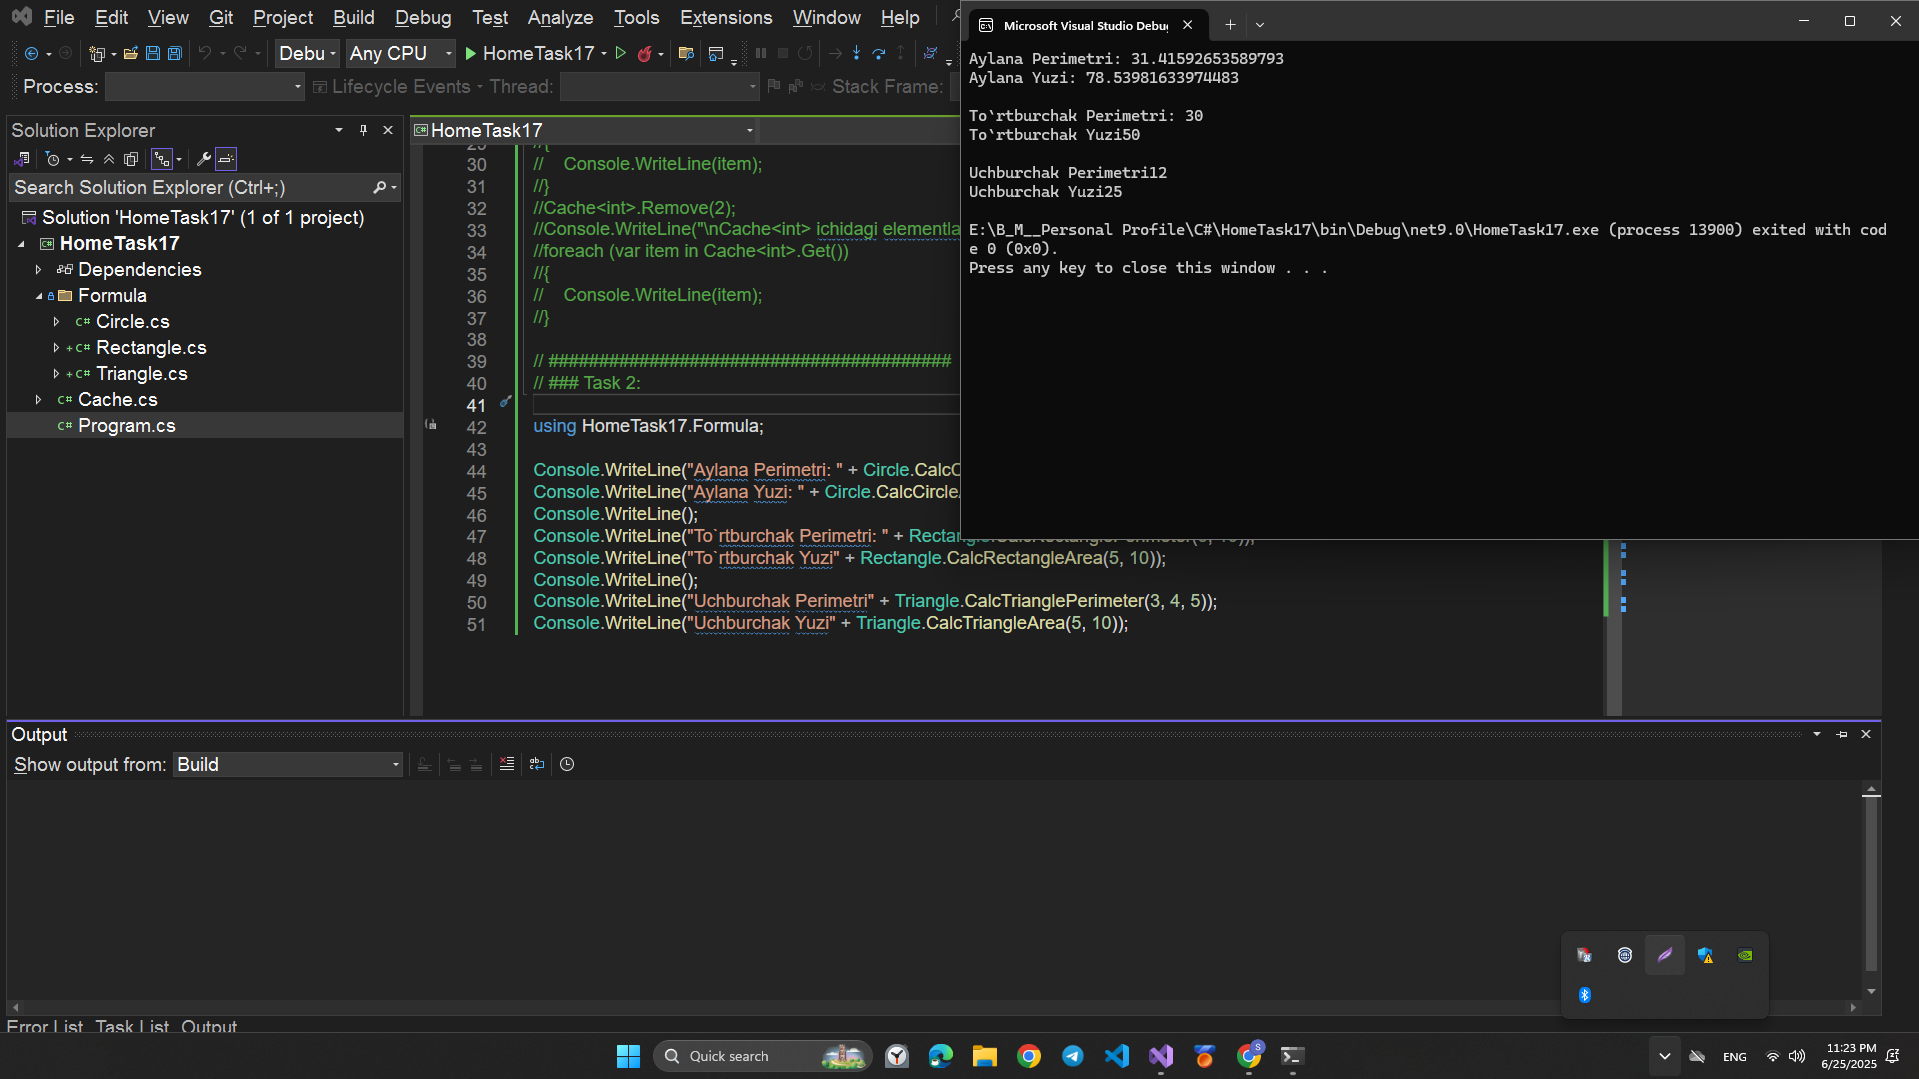 File Edit View Git Project Build Debug Test Analyze Tools Extensions Window Help
Debu Any CPU HomeTask17
Process: Lifecycle Events Thread: Stack Frame:
Solution Explorer
Search Solution Explorer (Ctrl+;)
Solution 'HomeTask17' (1 of 1 project)
HomeTask17
Dependencies
Formula
C# Circle.cs
+ C# Rectangle.cs
+ C# Triangle.cs
C# Cache.cs
C# Program.cs
C# HomeTask17
29 //{
30 //    Console.WriteLine(item);
31 //}
32 //Cache<int>.Remove(2);
33 //Console.WriteLine("\nCache<int> ichidagi elementla
34 //foreach (var item in Cache<int>.Get())
35 //{
36 //    Console.WriteLine(item);
37 //}
38
39 // ########################################
40 // ### Task 2:
41
42 using HomeTask17.Formula;
43
44 Console.WriteLine("Aylana Perimetri: " + Circle.CalcC
45 Console.WriteLine("Aylana Yuzi: " + Circle.CalcCircle
46 Console.WriteLine();
47 Console.WriteLine("To`rtburchak Perimetri: " + Rectangle.CalcRectanglePerimeter(5, 10));
48 Console.WriteLine("To`rtburchak Yuzi" + Rectangle.CalcRectangleArea(5, 10));
49 Console.WriteLine();
50 Console.WriteLine("Uchburchak Perimetri" + Triangle.CalcTrianglePerimeter(3, 4, 5));
51 Console.WriteLine("Uchburchak Yuzi" + Triangle.CalcTriangleArea(5, 10));
Microsoft Visual Studio Debug
Aylana Perimetri: 31.41592653589793
Aylana Yuzi: 78.53981633974483
To`rtburchak Perimetri: 30
To`rtburchak Yuzi50
Uchburchak Perimetri12
Uchburchak Yuzi25
E:\B_M__Personal Profile\C#\HomeTask17\bin\Debug\net9.0\HomeTask17.exe (process 13900) exited with cod
e 0 (0x0).
Press any key to close this window . . .
Output
Show output from: Build
Error List Task List Output
Quick search
S
ENG
11:23 PM
6/25/2025